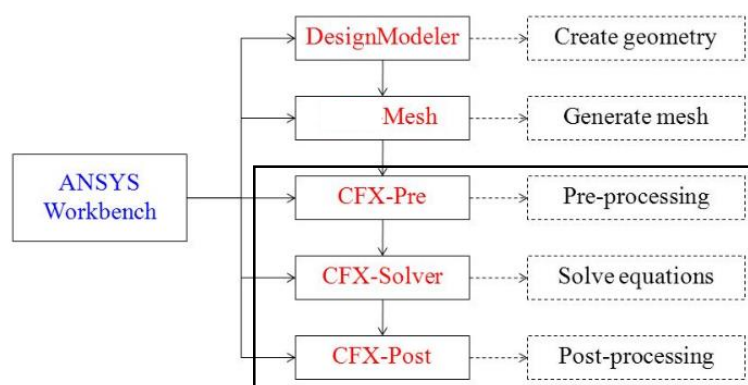 DesignModeler
Create geometry
Mesh
Generate mesh
ANSYS
Workbench
CFX-Pre
Pre-processing
CFX-Solver
Solve equations
CFX-Post
Post-processing